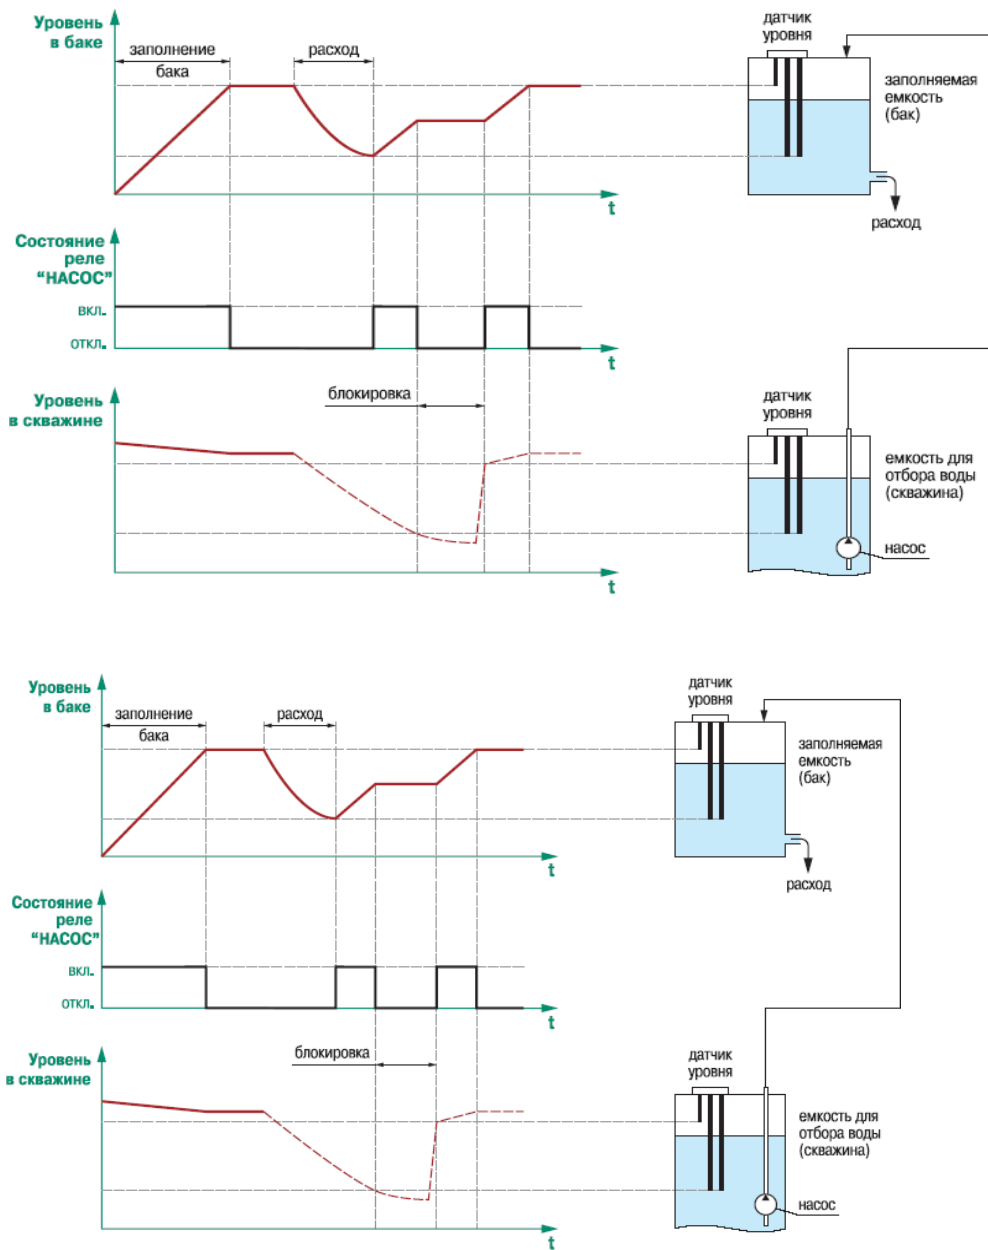 Уровень
в баке
заполнение
бака
расход
t
датчик
уровня
заполняемая
емкость
(бак)
расход
Состояние
реле
“НАСОС”
ВКЛ.
ОТКЛ.
t
Уровень
в скважине
блокировка
t
датчик
уровня
емкость для
отбора воды
(скважина)
насос
Уровень
в баке
заполнение
бака
расход
t
датчик
уровня
заполняемая
емкость
(бак)
расход
Состояние
реле
“НАСОС”
ВКЛ.
ОТКЛ.
t
Уровень
в скважине
блокировка
t
датчик
уровня
емкость для
отбора воды
(скважина)
насос